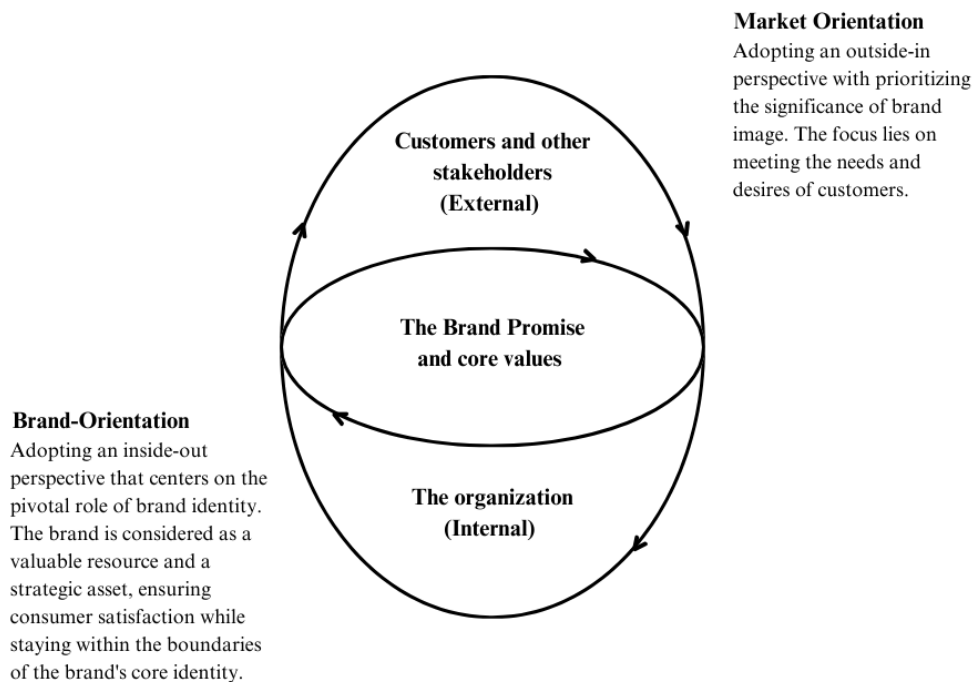 Market Orientation
Adopting an outside-in
perspective with prioritizing
the significance of brand
image. The focus lies on
meeting the needs and
desires of customers.
Customers and other
stakeholders
(External)
The Brand Promise
and core values
Brand-Orientation
Adopting an inside-out
perspective that centers on the
pivotal role of brand identity.
The brand is considered as a
valuable resource and a
strategic asset, ensuring
consumer satisfaction while
staying within the boundaries
of the brand's core identity.
The organization
(Internal)